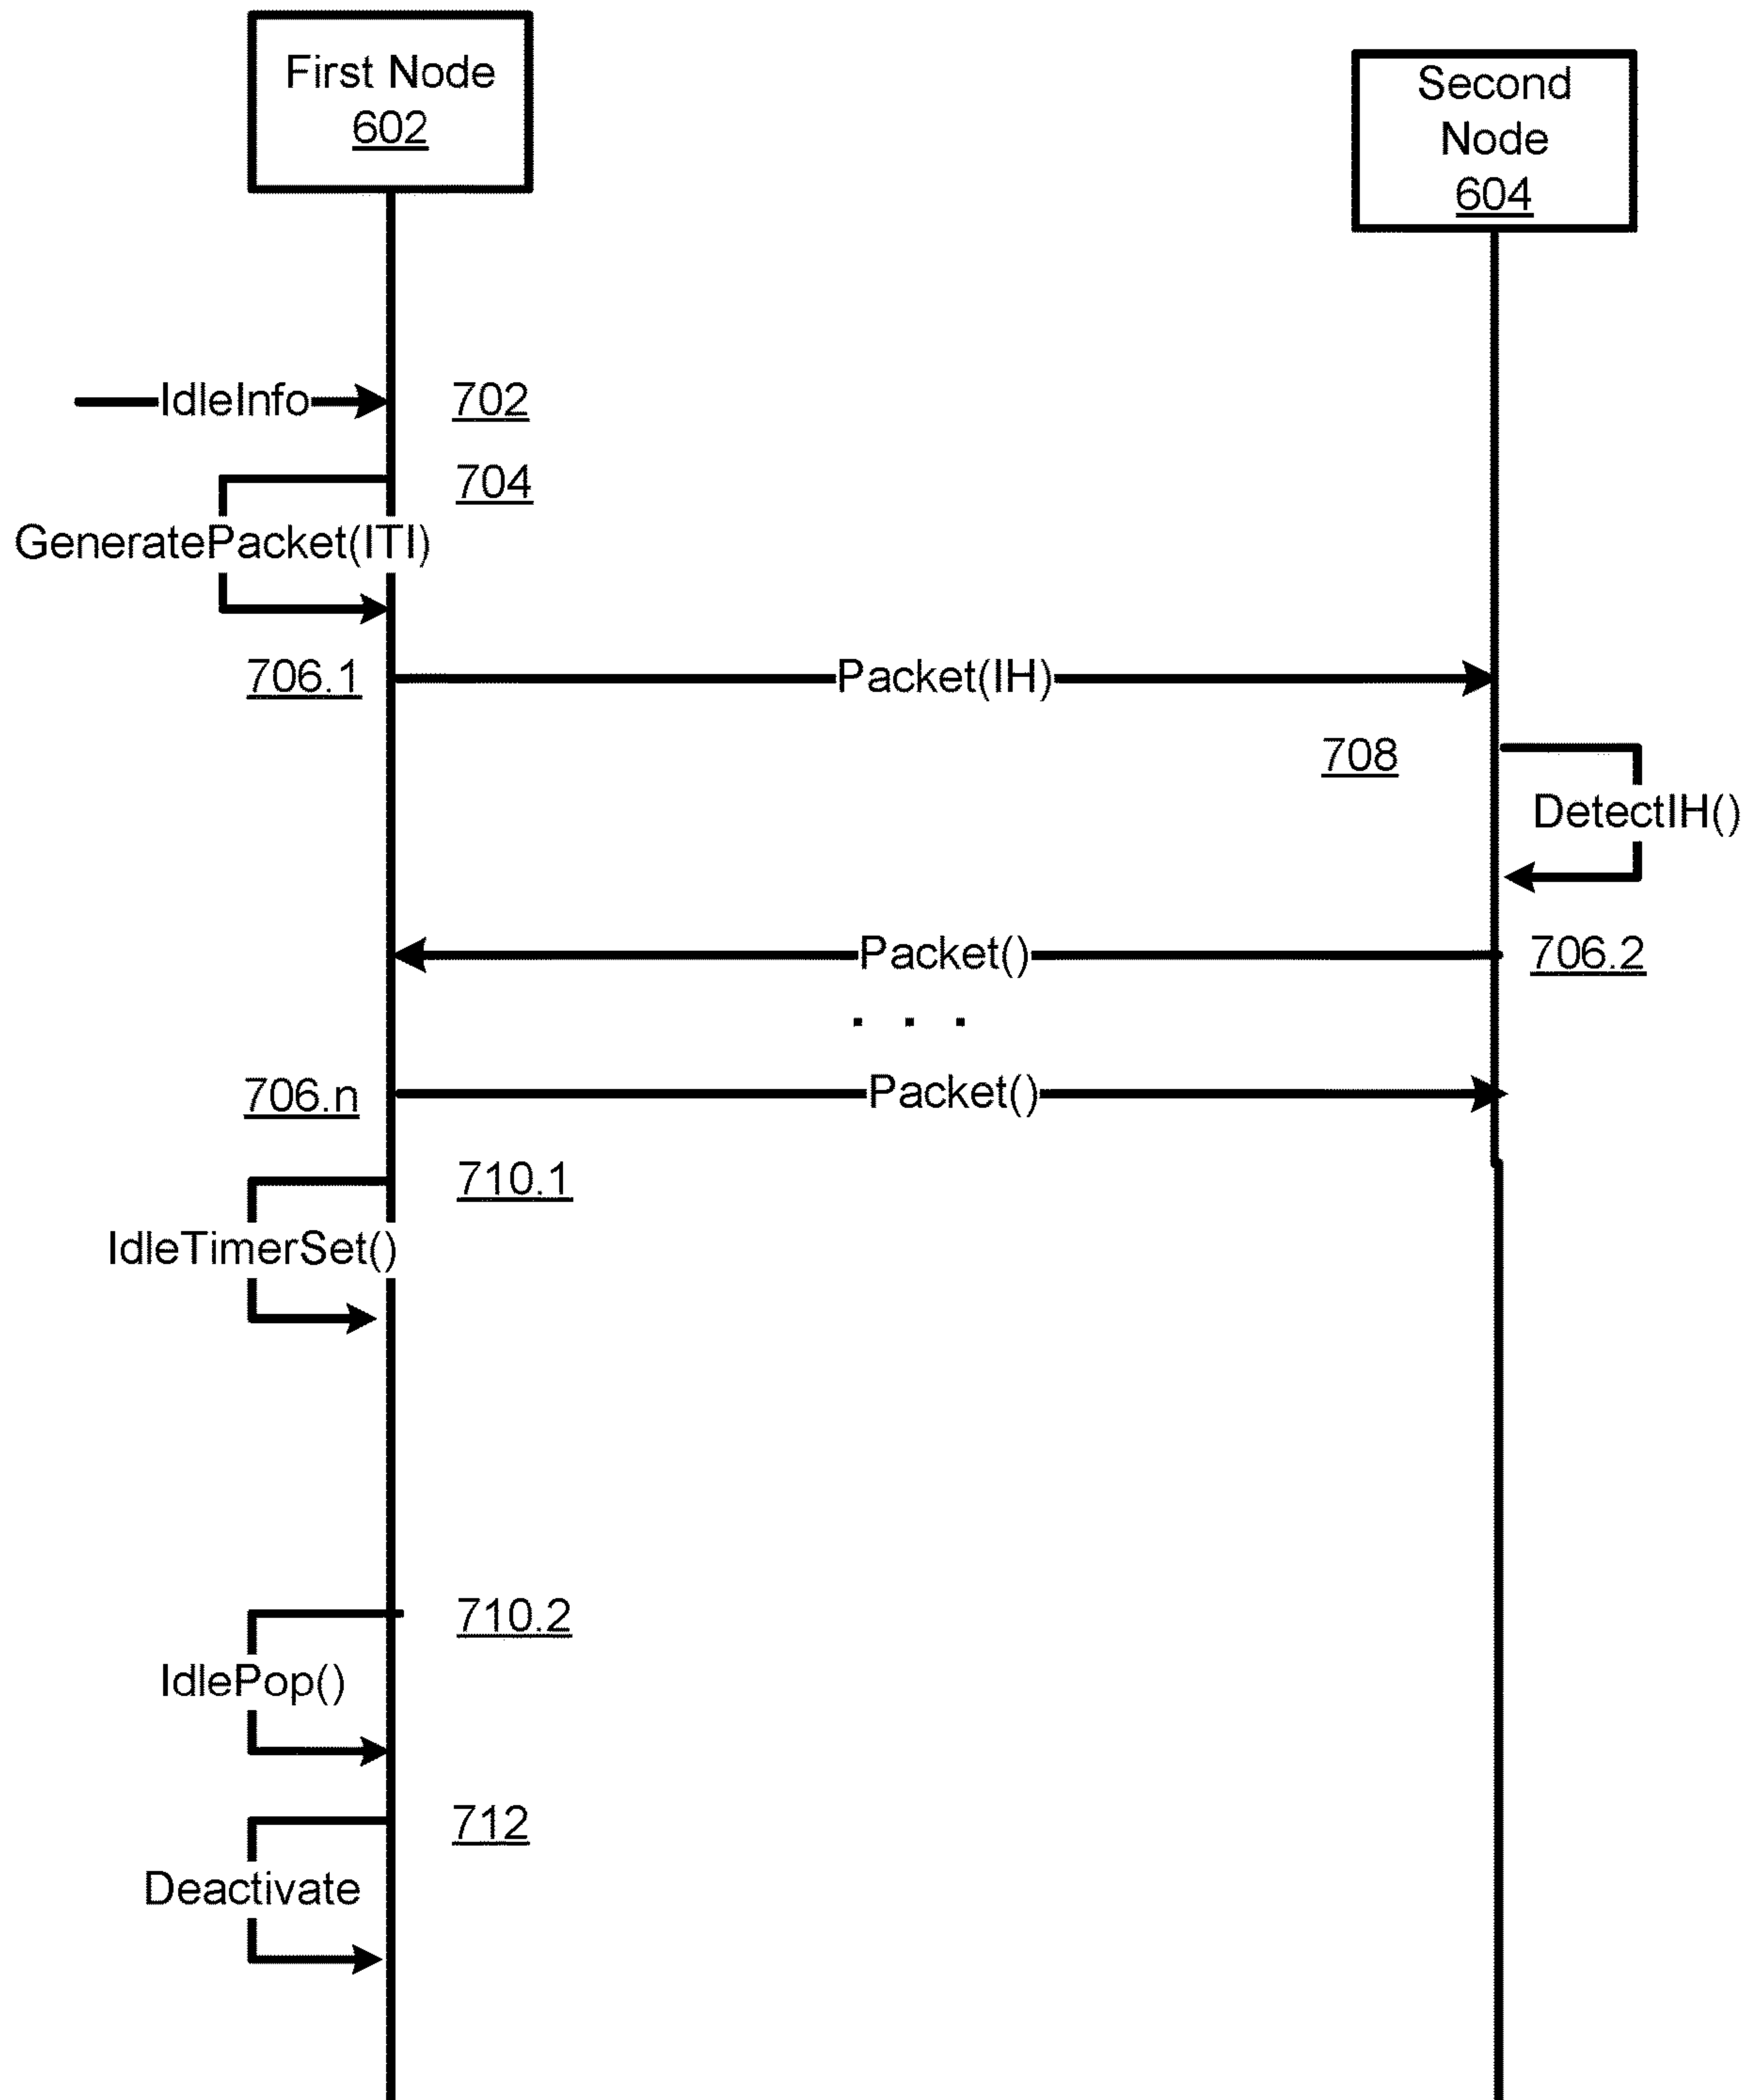 First Node
602
Second
Node
604
IdleInfo
702
704
GeneratePacket(ITI)
706.1
Packet(IH)
708
DetectIH()
Packet()
706.2
. . .
706.n
Packet()
710.1
IdleTimerSet()
710.2
IdlePop()
712
Deactivate